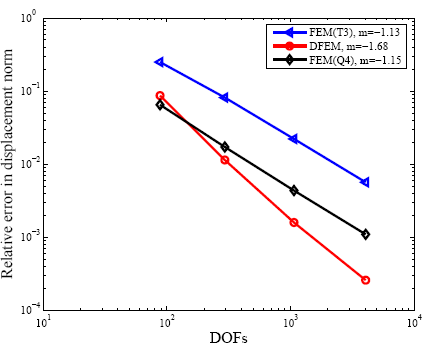 10^0
10^-1
10^-2
10^-3
10^-4
10^1
10^2
10^3
10^4
Relative error in displacement norm
DOFs
FEM(T3), m=−1.13
DFEM, m=−1.68
FEM(Q4), m=−1.15